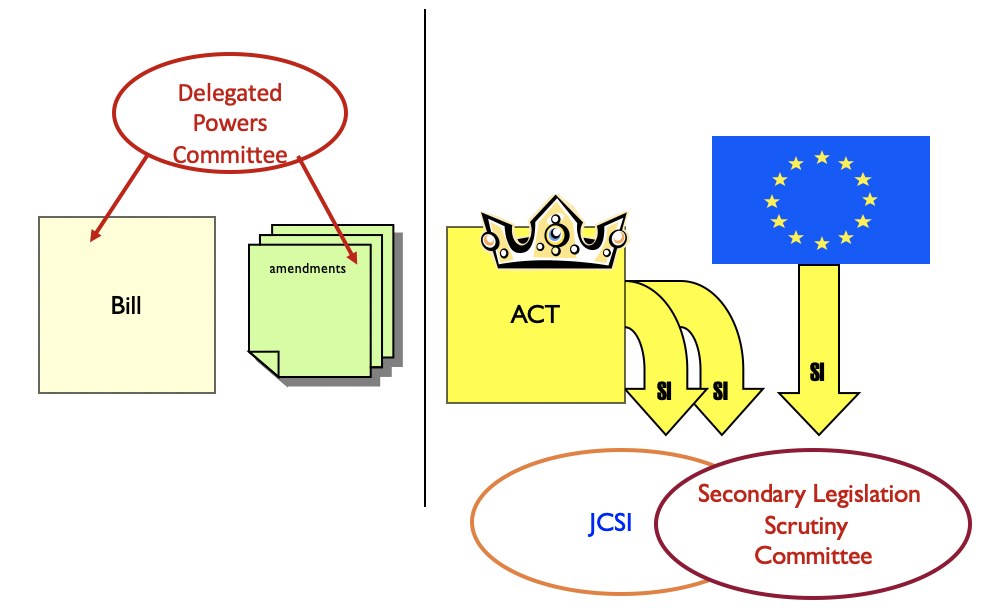 Delegated
Powers
Committee
Bill
amendments
ACT
SI
SI
SI
JCSI
Secondary Legislation
Scrutiny
Committee